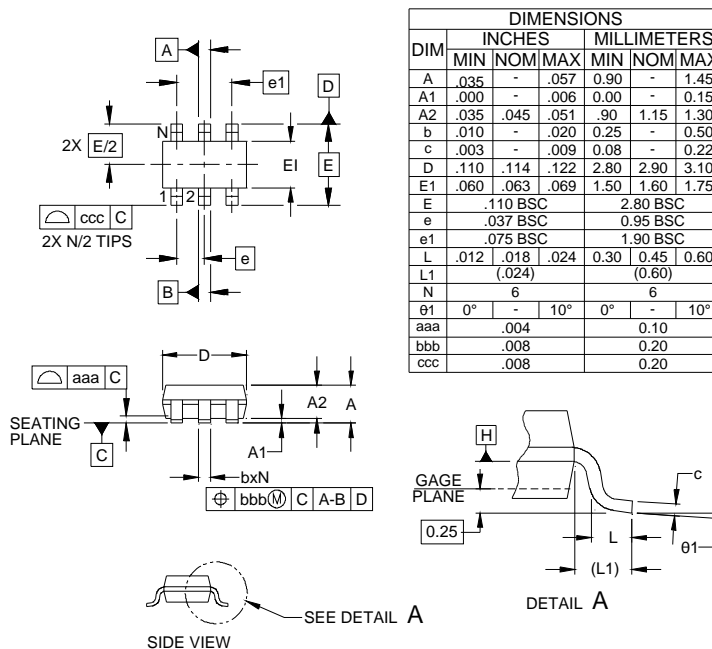 A
e1
D
N
2X E/2
EI
E
1 2
⌓ ccc C
2X N/2 TIPS
e
B
DIMENSIONS
DIM INCHES MILLIMETERS
MIN NOM MAX MIN NOM MAX
A .035 - .057 0.90 - 1.45
A1 .000 - .006 0.00 - 0.15
A2 .035 .045 .051 .90 1.15 1.30
b .010 - .020 0.25 - 0.50
c .003 - .009 0.08 - 0.22
D .110 .114 .122 2.80 2.90 3.10
E1 .060 .063 .069 1.50 1.60 1.75
E .110 BSC 2.80 BSC
e .037 BSC 0.95 BSC
e1 .075 BSC 1.90 BSC
L .012 .018 .024 0.30 0.45 0.60
L1 (.024) (0.60)
N 6 6
θ1 0° - 10° 0° - 10°
aaa .004 0.10
bbb .008 0.20
ccc .008 0.20
D
⌓ aaa C
A2 A
SEATING
PLANE
C
A1
bxN
⌖ bbbⓂ C A-B D
H
GAGE
PLANE
0.25
c
L
θ1
(L1)
DETAIL A
SEE DETAIL A
SIDE VIEW